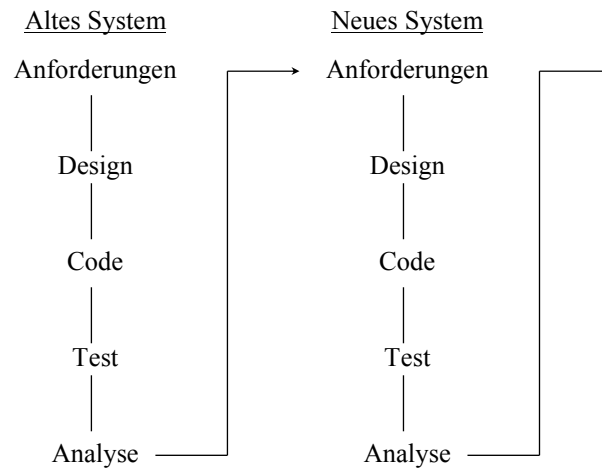 Altes System
Anforderungen
Design
Code
Test
Analyse
Neues System
Anforderungen
Design
Code
Test
Analyse